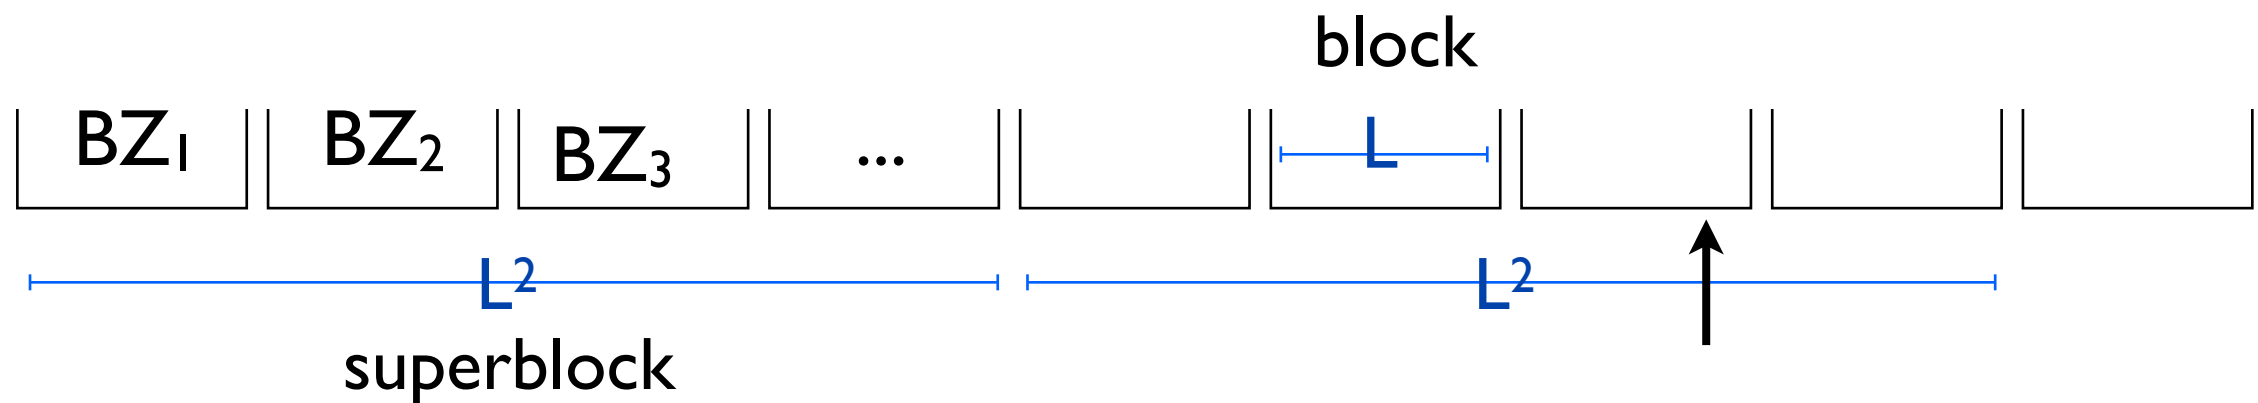 block
BZ₁ BZ₂ BZ₃ ... L
L² L²
superblock